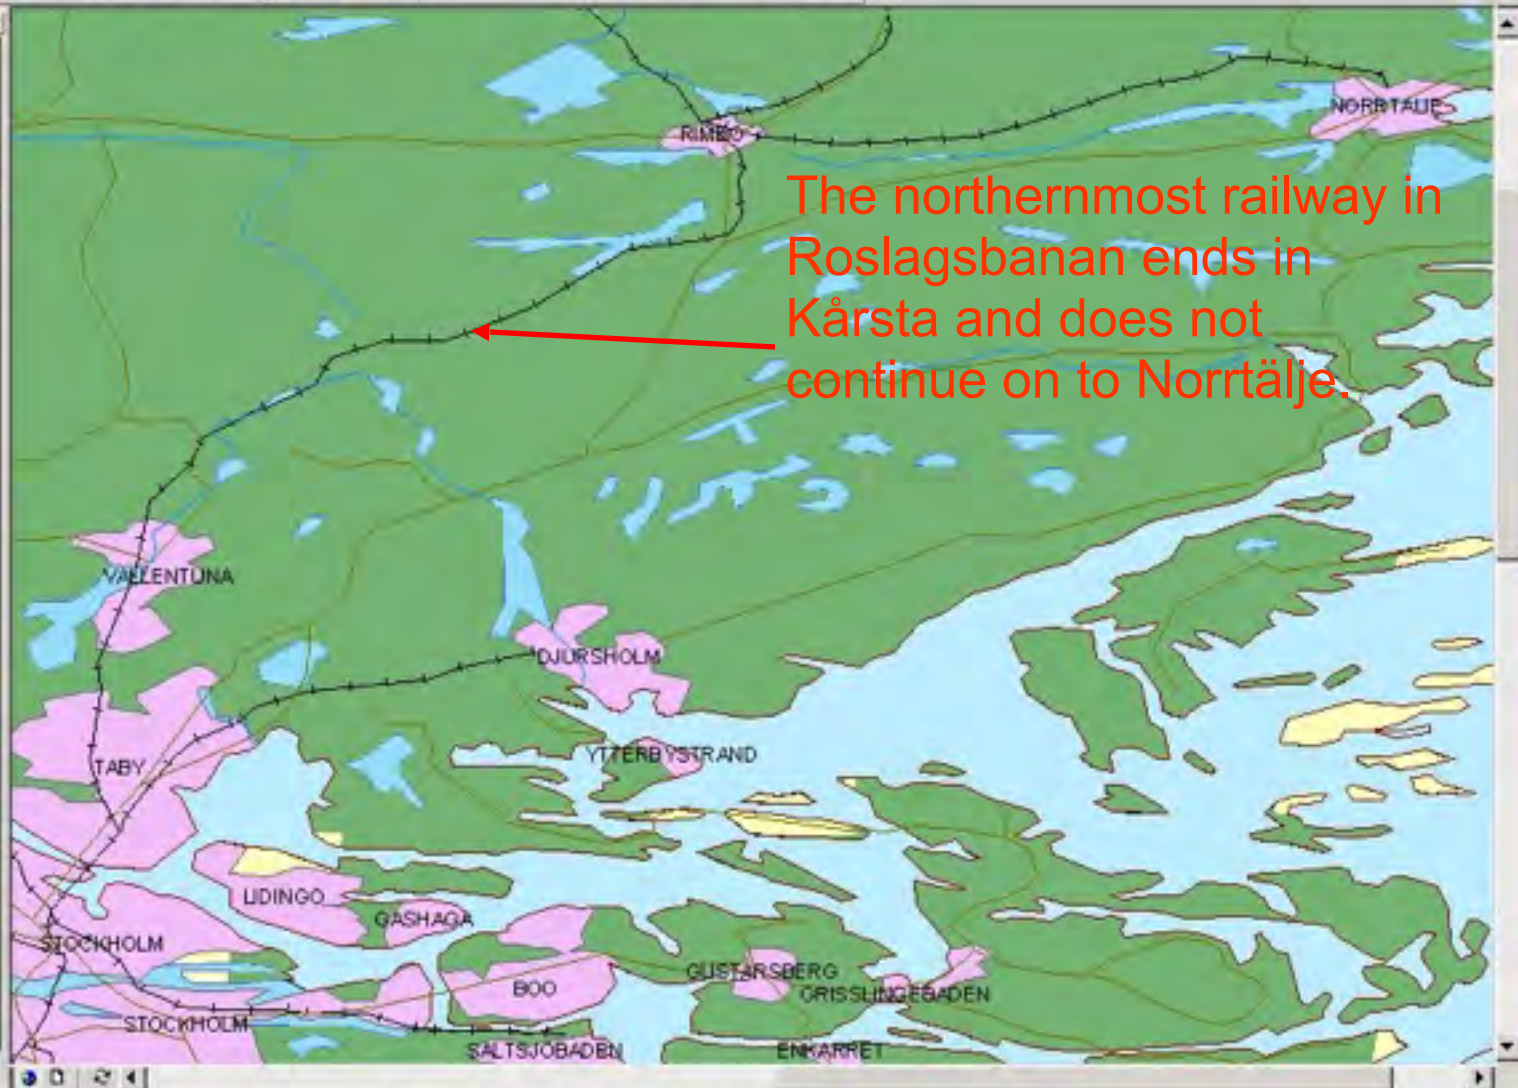 NORRTALJE
RIMBO
The northernmost railway in
Roslagsbanan ends in
Kårsta and does not
continue on to Norrtälje.
VALLENTUNA
DJURSHOLM
YTTERBYSTRAND
TABY
LIDINGO
GASHAGA
STOCKHOLM
GUSTARSBERG
BOO
GRISSLINGEBADEN
STOCKHOLM
SALTSJOBADEN
ENKARRET